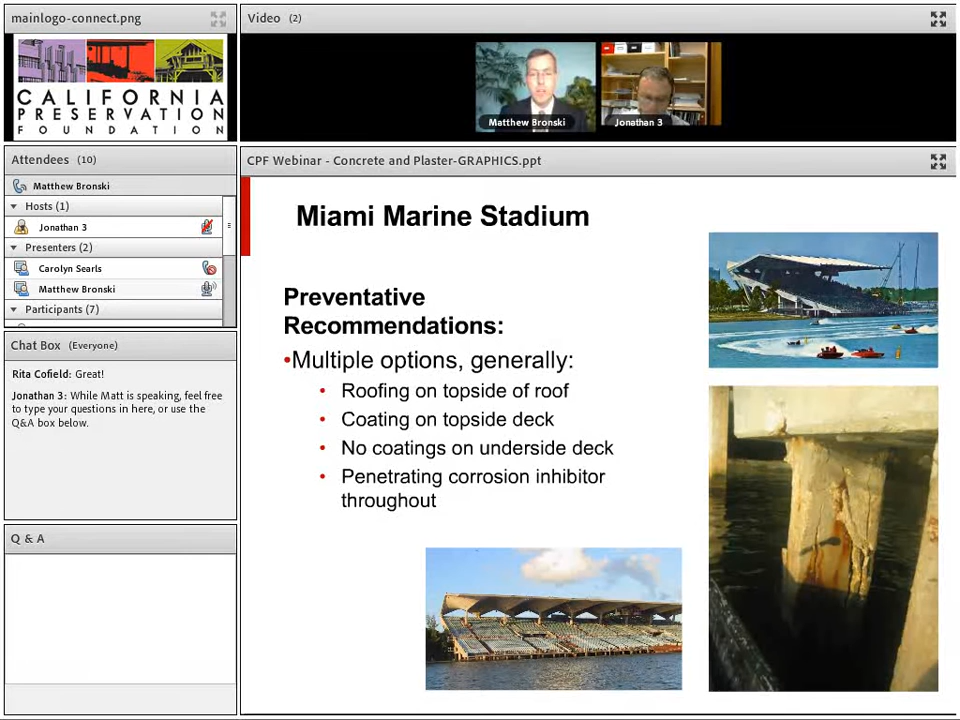 mainlogo-connect.png
CALIFORNIA
PRESERVATION
FOUNDATION
Attendees (10)
Matthew Bronski
Hosts (1)
Jonathan 3
Presenters (2)
Carolyn Searls
Matthew Bronski
Participants (7)
Chat Box (Everyone)
Rita Cofield: Great!
Jonathan 3: While Matt is speaking, feel free
to type your questions in here, or use the
Q&A box below.
Q & A
Video (2)
Matthew Bronski
Jonathan 3
CPF Webinar - Concrete and Plaster-GRAPHICS.ppt
Miami Marine Stadium
Preventative
Recommendations:
•Multiple options, generally:
• Roofing on topside of roof
• Coating on topside deck
• No coatings on underside deck
• Penetrating corrosion inhibitor
throughout